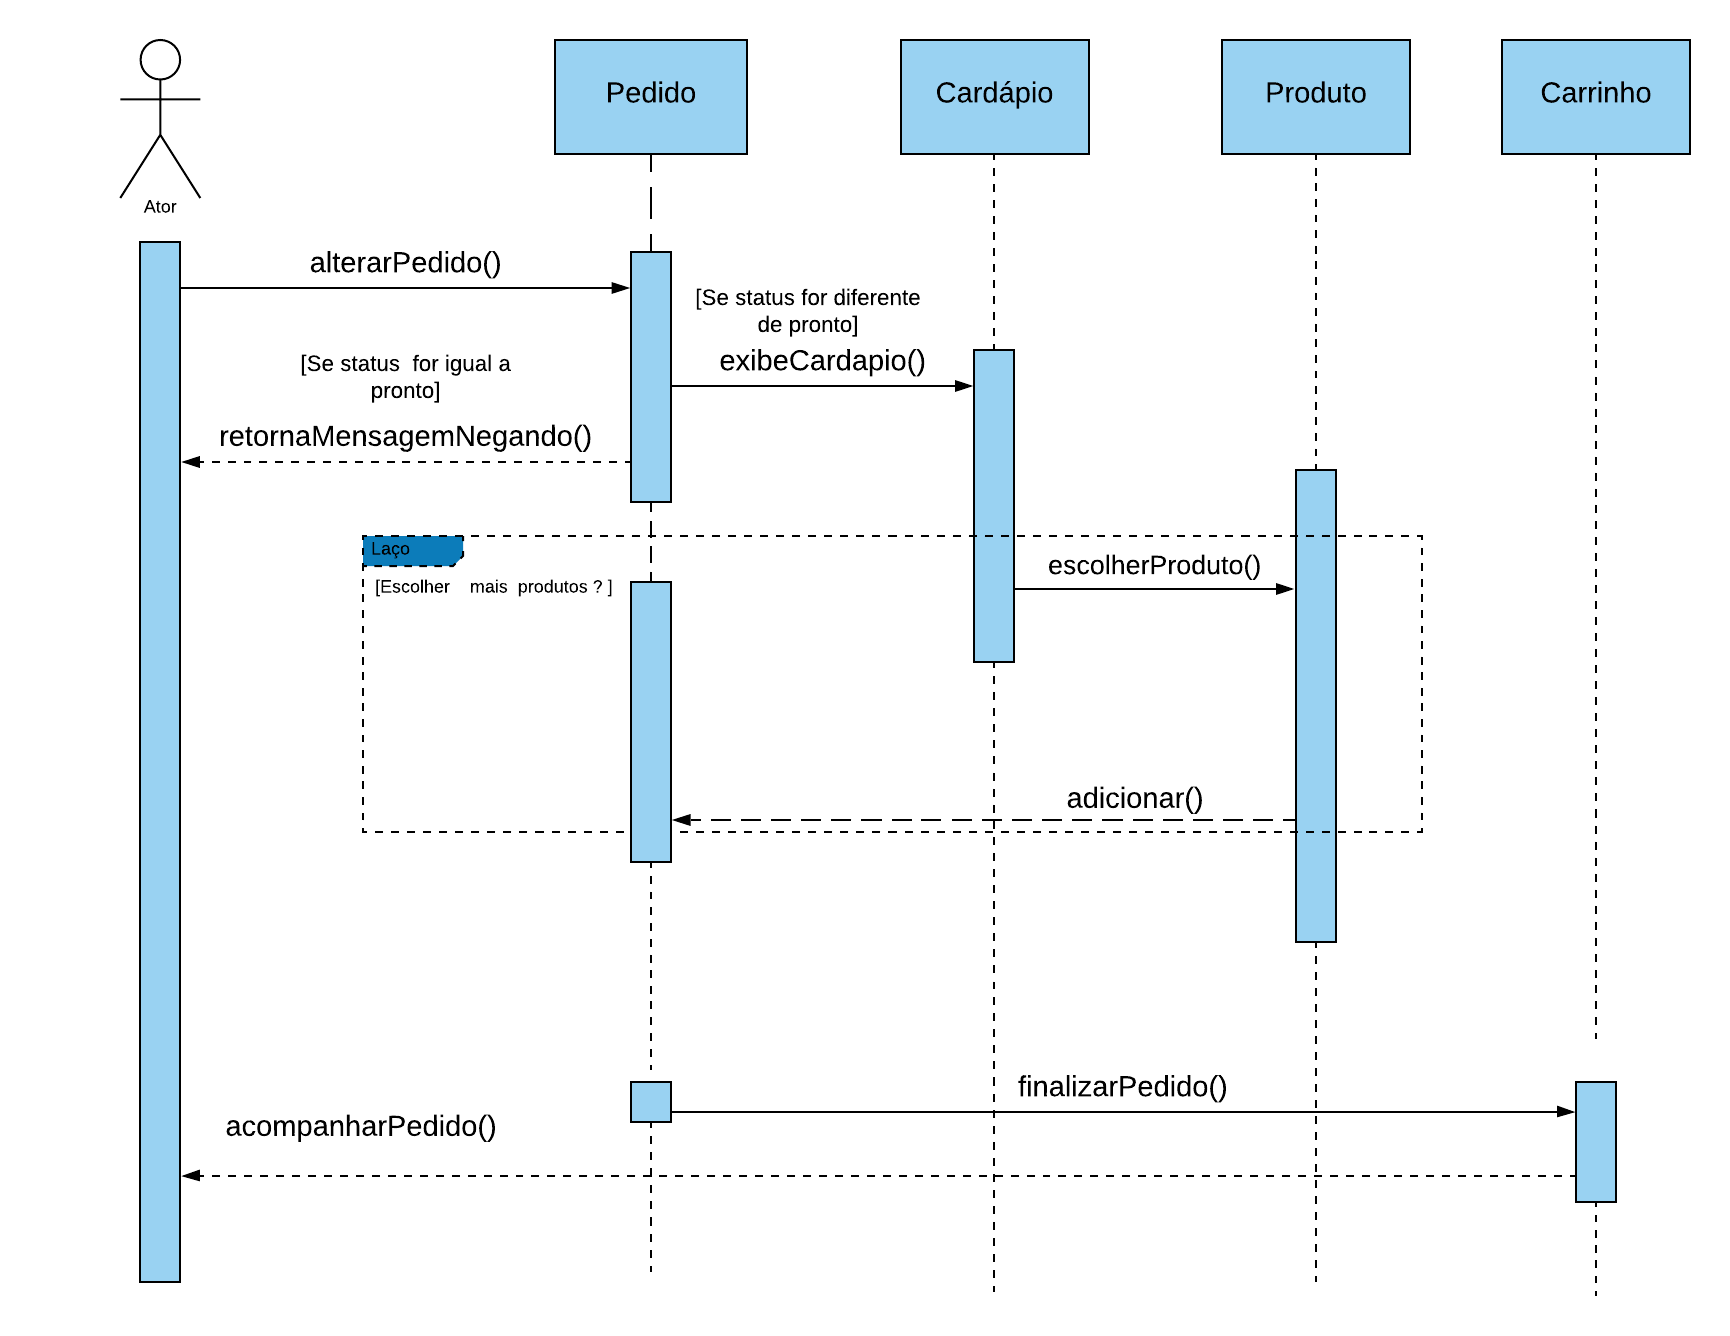 Pedido
Cardápio
Produto
Carrinho
Ator
alterarPedido()
[Se status for diferente
de pronto]
exibeCardapio()
[Se status for igual a
pronto]
retornaMensagemNegando()
Laço
[Escolher mais produtos ? ]
escolherProduto()
adicionar()
finalizarPedido()
acompanharPedido()